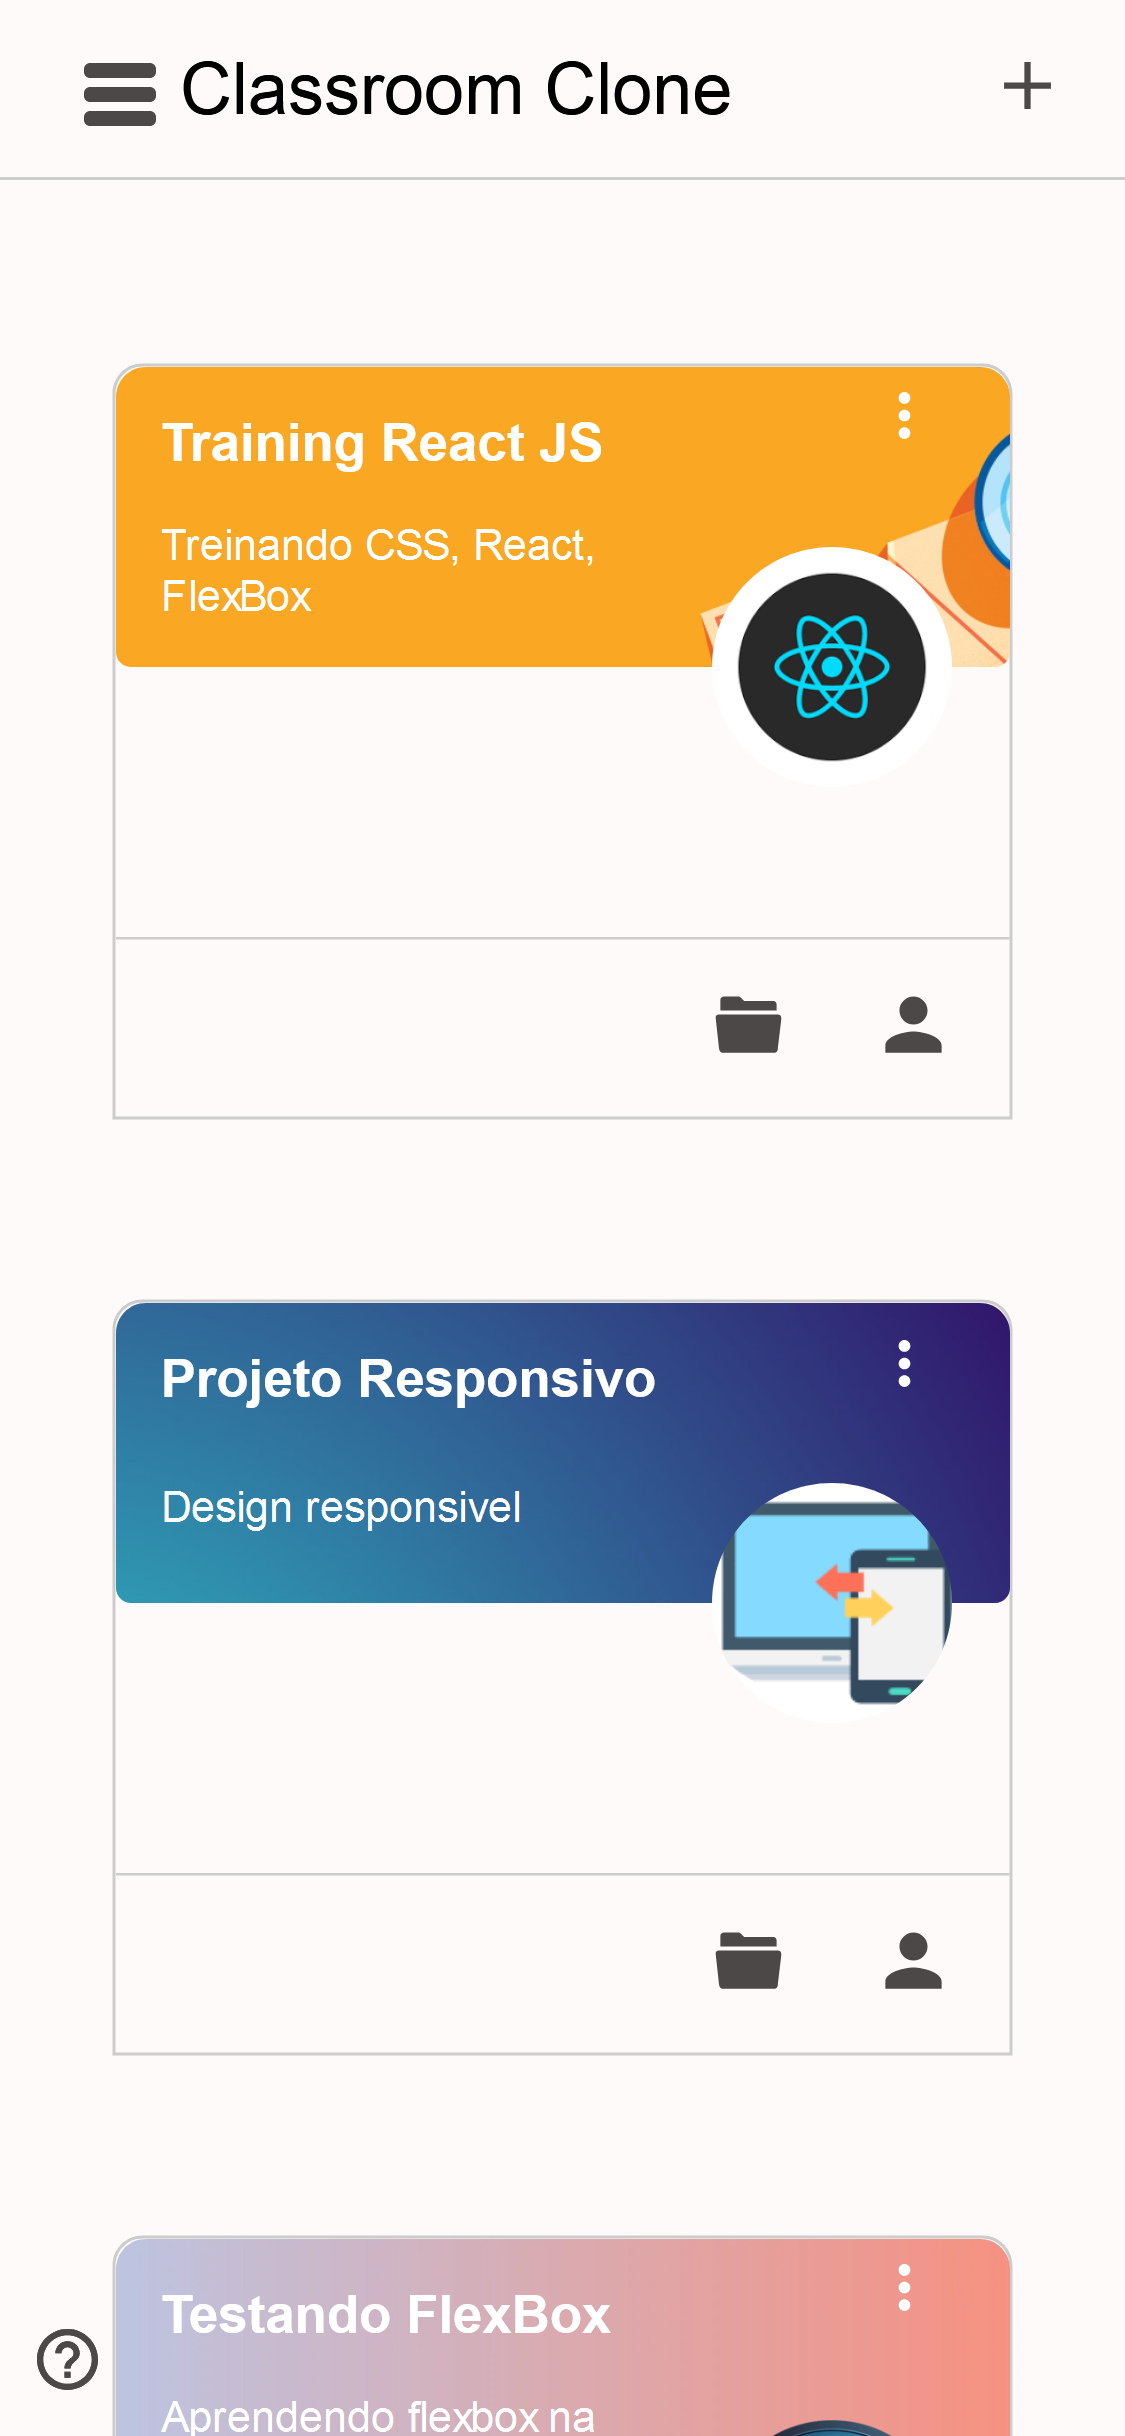 Classroom Clone
Training React JS
Treinando CSS, React,
FlexBox
Projeto Responsivo
Design responsivel
Testando FlexBox
Aprendendo flexbox na